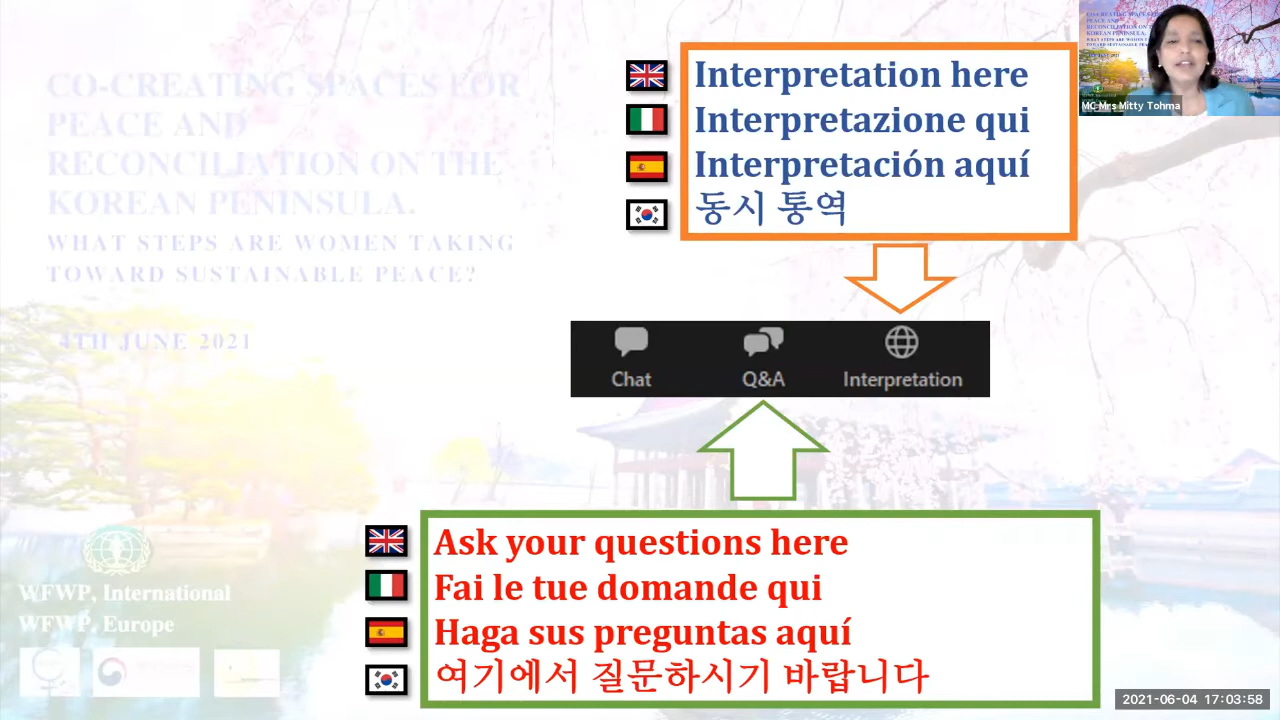 CO-CREATING SPACES FOR
PEACE AND
RECONCILIATION ON THE
KOREAN PENINSULA.
WHAT STEPS ARE WOMEN TAKING
TOWARD SUSTAINABLE PEACE?
4TH JUNE 2021
Interpretation here
Interpretazione qui
Interpretación aquí
동시 통역
MC Mrs Mitty Tohma
Chat
Q&A
Interpretation
Ask your questions here
Fai le tue domande qui
Haga sus preguntas aquí
여기에서 질문하시기 바랍니다
WFWP, International
WFWP, Europe
2021-06-04 17:03:58